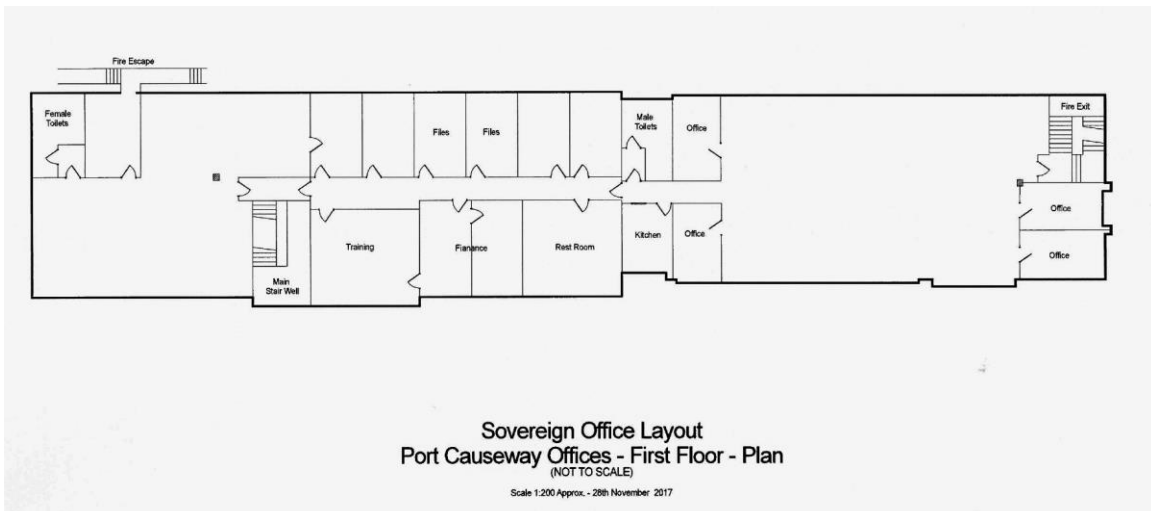 Fire Escape
Female
Toilets
Files
Files
Male
Toilets
Office
Fire Exit
Office
Office
Training
Fianance
Rest Room
Kitchen
Office
Main
Stair Well
Sovereign Office Layout
Port Causeway Offices - First Floor - Plan
(NOT TO SCALE)
Scale 1:200 Approx. - 28th November 2017